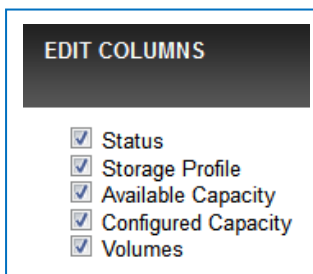 EDIT COLUMNS
Status
Storage Profile
Available Capacity
Configured Capacity
Volumes